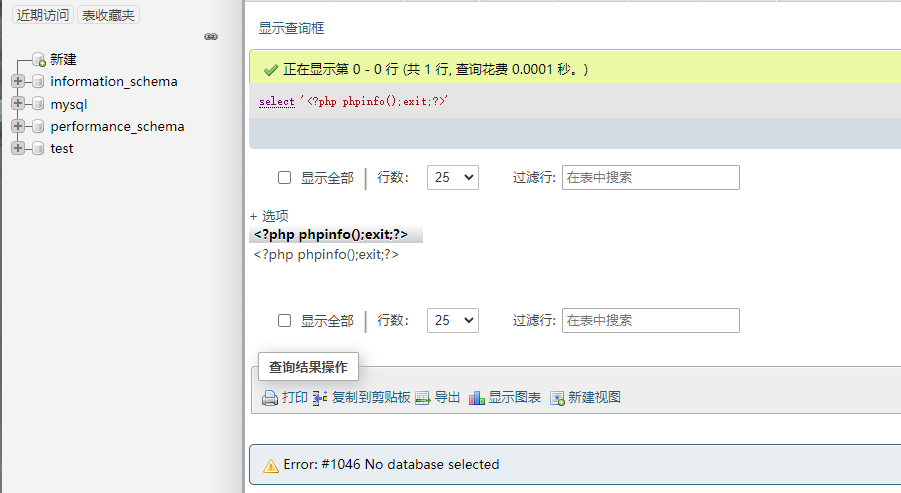 近期访问 表收藏夹
新建
information_schema
mysql
performance_schema
test
显示查询框
正在显示第 0 - 0 行 (共 1 行, 查询花费 0.0001 秒。)
select '<?php phpinfo();exit;?>'
显示全部 | 行数: 25 过滤行: 在表中搜索
+ 选项
<?php phpinfo();exit;?>
<?php phpinfo();exit;?>
显示全部 | 行数: 25 过滤行: 在表中搜索
查询结果操作
打印 复制到剪贴板 导出 显示图表 新建视图
Error: #1046 No database selected